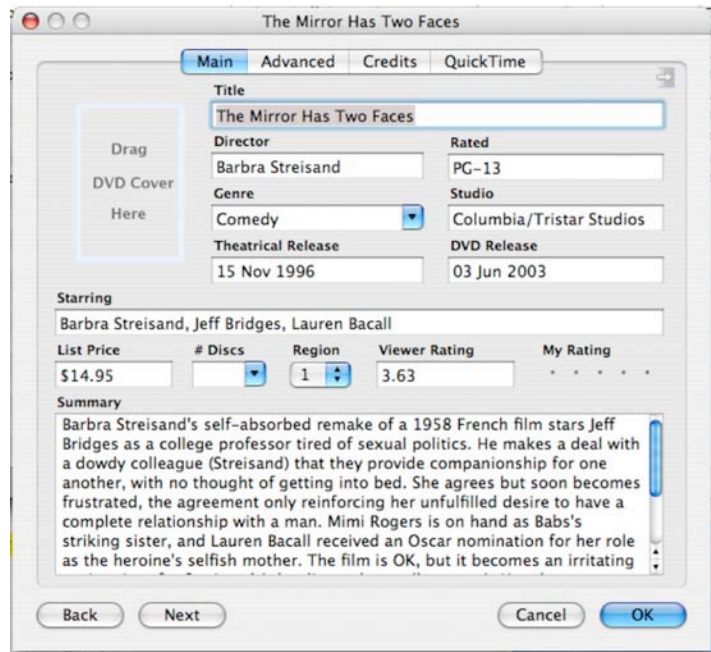 The Mirror Has Two Faces
Main Advanced Credits QuickTime
Drag
DVD Cover
Here
Title
The Mirror Has Two Faces
Director Rated
Barbra Streisand PG-13
Genre Studio
Comedy Columbia/Tristar Studios
Theatrical Release DVD Release
15 Nov 1996 03 Jun 2003
Starring
Barbra Streisand, Jeff Bridges, Lauren Bacall
List Price # Discs Region Viewer Rating My Rating
$14.95 1 3.63
Summary
Barbra Streisand's self-absorbed remake of a 1958 French film stars Jeff
Bridges as a college professor tired of sexual politics. He makes a deal with
a dowdy colleague (Streisand) that they provide companionship for one
another, with no thought of getting into bed. She agrees but soon becomes
frustrated, the agreement only reinforcing her unfulfilled desire to have a
complete relationship with a man. Mimi Rogers is on hand as Babs's
striking sister, and Lauren Bacall received an Oscar nomination for her role
as the heroine's selfish mother. The film is OK, but it becomes an irritating
Back Next Cancel OK